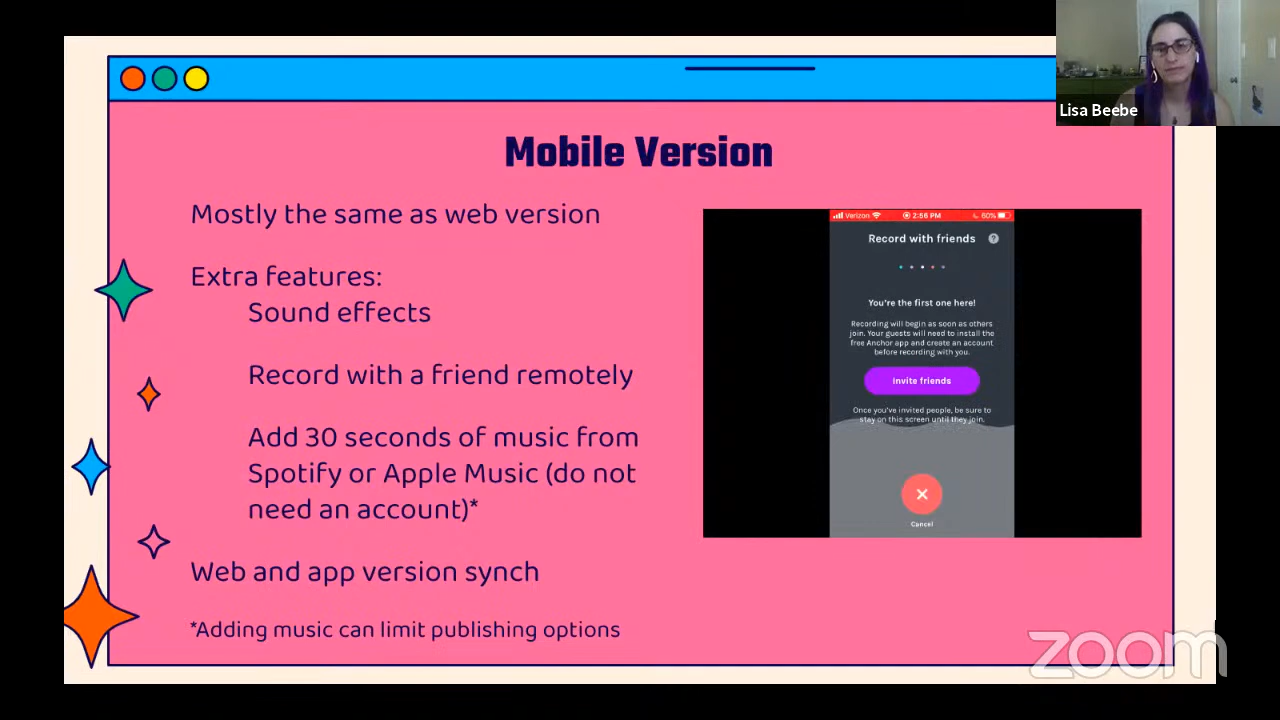 Lisa Beebe
Mobile Version
Mostly the same as web version
Extra features:
Sound effects
Record with a friend remotely
Add 30 seconds of music from
Spotify or Apple Music (do not
need an account)*
Web and app version synch
*Adding music can limit publishing options
Verizon 2:56 PM 60%
Record with friends ?
You're the first one here!
Recording will begin as soon as others
join. Your guests will need to install the
free Anchor app and create an account
before recording with you.
Invite friends
Once you've invited people, be sure to
stay on this screen until they join.
Cancel
zoom